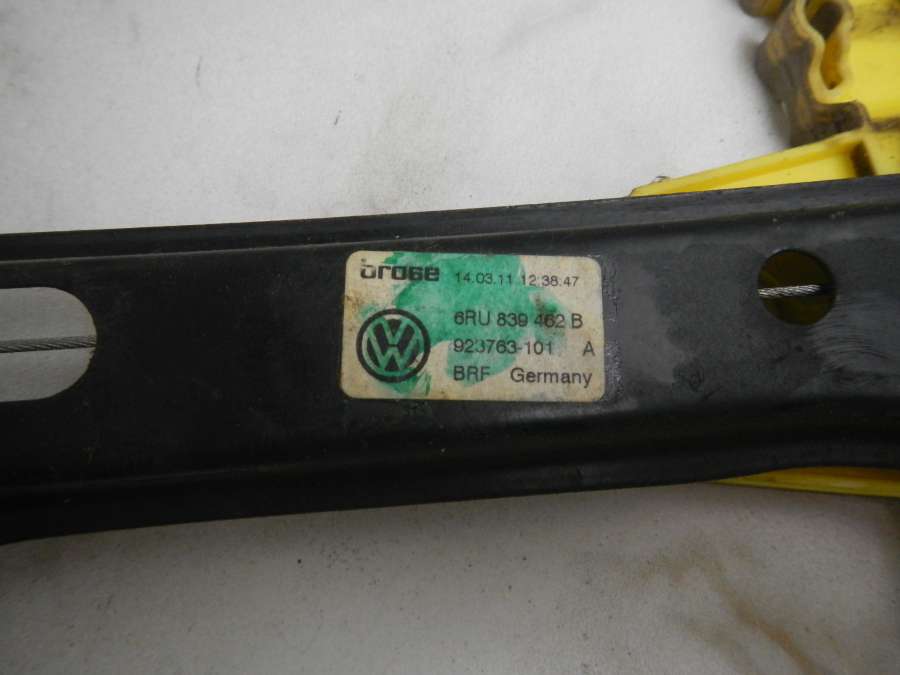 brose 14.03.11 12:38:47
6RU 839 462 B
923763-101 A
BRF Germany